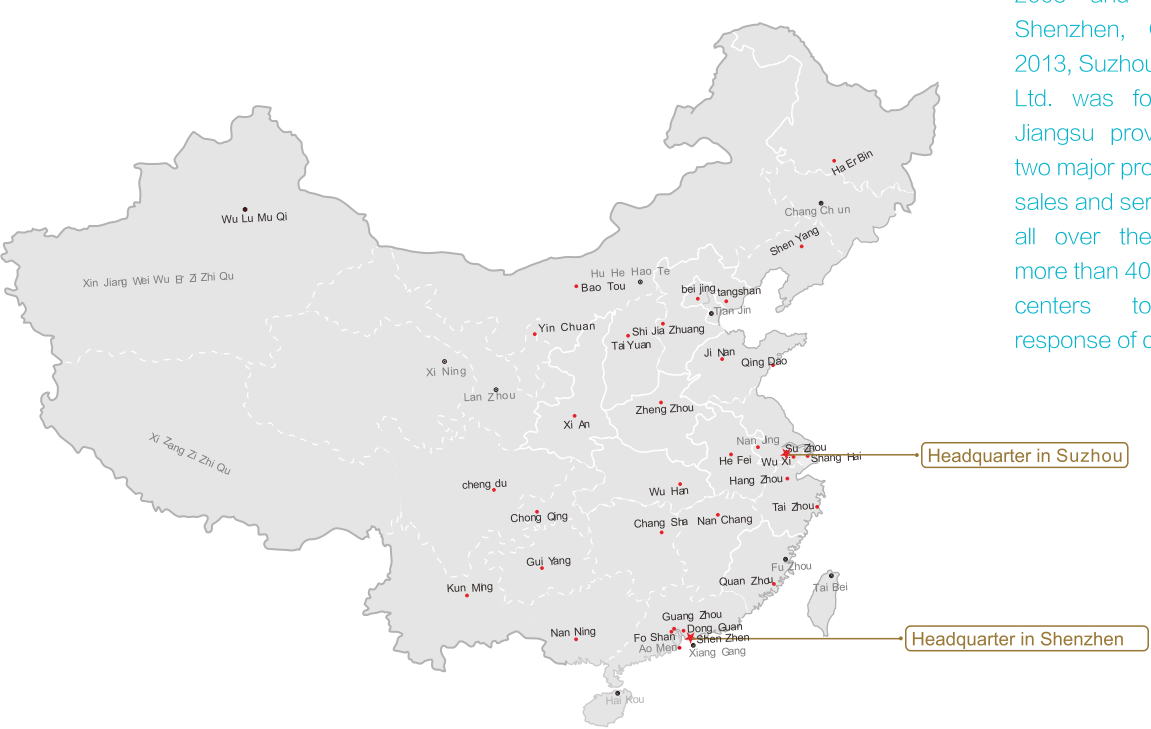 2008 and
Shenzhen,
2013, Suzhou
Ltd. was fo
Jiangsu prov
two major pro
sales and ser
all over the
more than 40
centers to
response of c
Ha Er Bin
Chang Ch un
Shen Yang
Wu Lu Mu Qi
Xin Jiang Wei Wu Er Zi Zhi Qu
Hu He Hao Te
Bao Tou
bei jing
tangshan
Tian Jin
Yin Chuan
Shi Jia Zhuang
Tai Yuan
Ji Nan
Qing Dao
Xi Ning
Lan Zhou
Zheng Zhou
Xi An
Xi Zang Zi Zhi Qu
Nan Jing
Su Zhou
He Fei
Wu Xi
Shang Hai
Headquarter in Suzhou
Hang Zhou
cheng du
Wu Han
Tai Zhou
Chong Qing
Chang Sha
Nan Chang
Gui Yang
Fu Zhou
Kun Ming
Quan Zhou
Tai Bei
Guang Zhou
Nan Ning
Dong Quan
Fo Shan
Shen Zhen
Headquarter in Shenzhen
Ao Men
Xiang Gang
Hai Kou